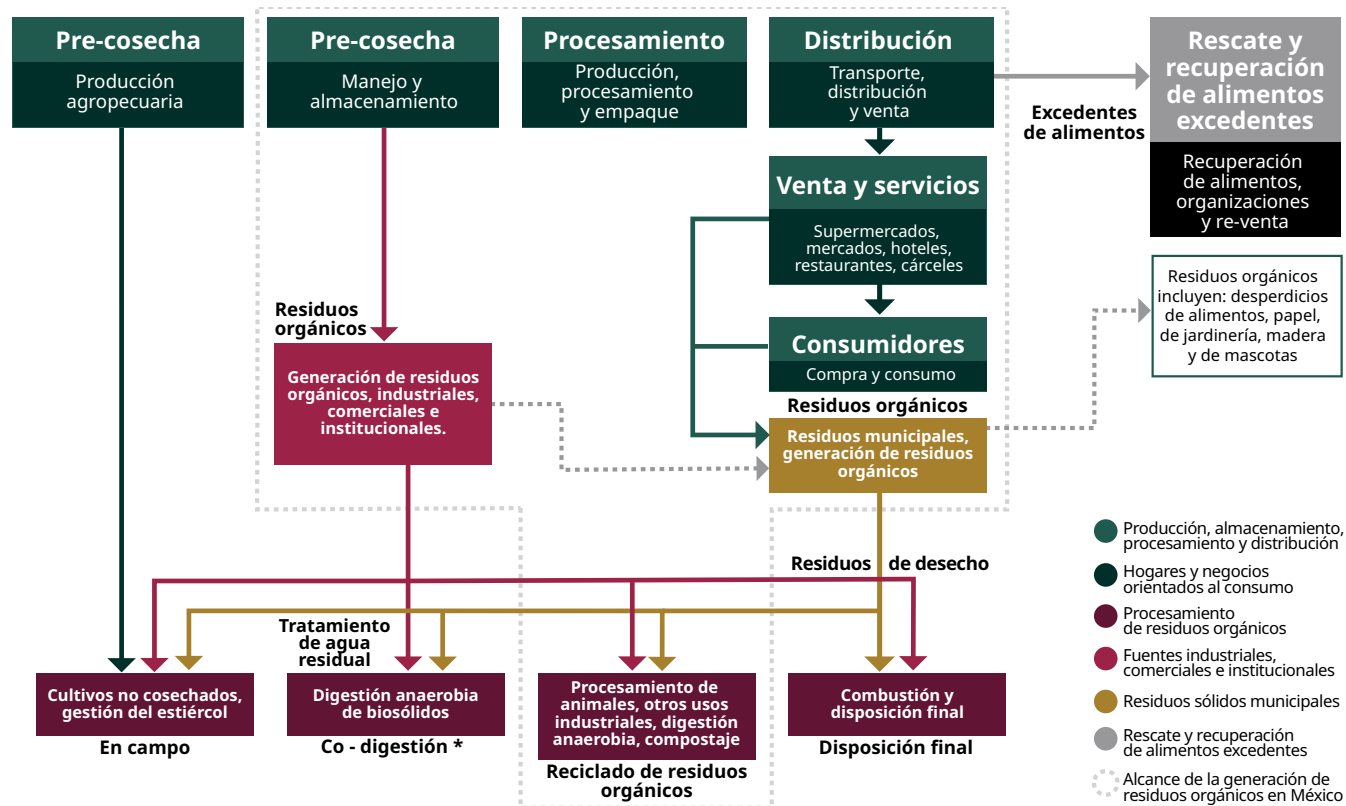 Pre-cosecha
Producción
agropecuaria
Pre-cosecha
Manejo y
almacenamiento
Procesamiento
Producción,
procesamiento
y empaque
Distribución
Transporte,
distribución
y venta
Excedentes
de alimentos
Rescate y
recuperación
de alimentos
excedentes
Recuperación
de alimentos,
organizaciones
y re-venta
Venta y servicios
Supermercados,
mercados, hoteles,
restaurantes, cárceles
Residuos orgánicos
incluyen: desperdicios
de alimentos, papel,
de jardinería, madera
y de mascotas
Residuos
orgánicos
Generación de residuos
orgánicos, industriales,
comerciales e
institucionales.
Consumidores
Compra y consumo
Residuos orgánicos
Residuos municipales,
generación de residuos
orgánicos
Residuos de desecho
Tratamiento
de agua
residual
Cultivos no cosechados,
gestión del estiércol
En campo
Digestión anaerobia
de biosólidos
Co - digestión *
Procesamiento de
animales, otros usos
industriales, digestión
anaerobia, compostaje
Reciclado de residuos
orgánicos
Combustión y
disposición final
Disposición final
Producción, almacenamiento,
procesamiento y distribución
Hogares y negocios
orientados al consumo
Procesamiento
de residuos orgánicos
Fuentes industriales,
comerciales e institucionales
Residuos sólidos municipales
Rescate y recuperación
de alimentos excedentes
Alcance de la generación de
residuos orgánicos en México